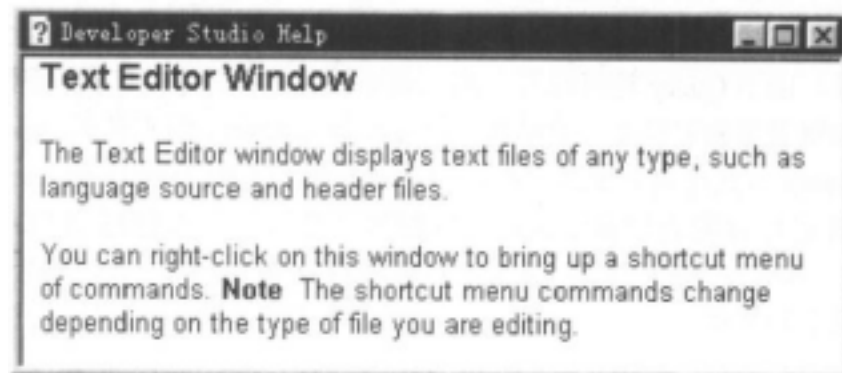 ? Developer Studio Help
Text Editor Window
The Text Editor window displays text files of any type, such as
language source and header files.
You can right-click on this window to bring up a shortcut menu
of commands. Note The shortcut menu commands change
depending on the type of file you are editing.